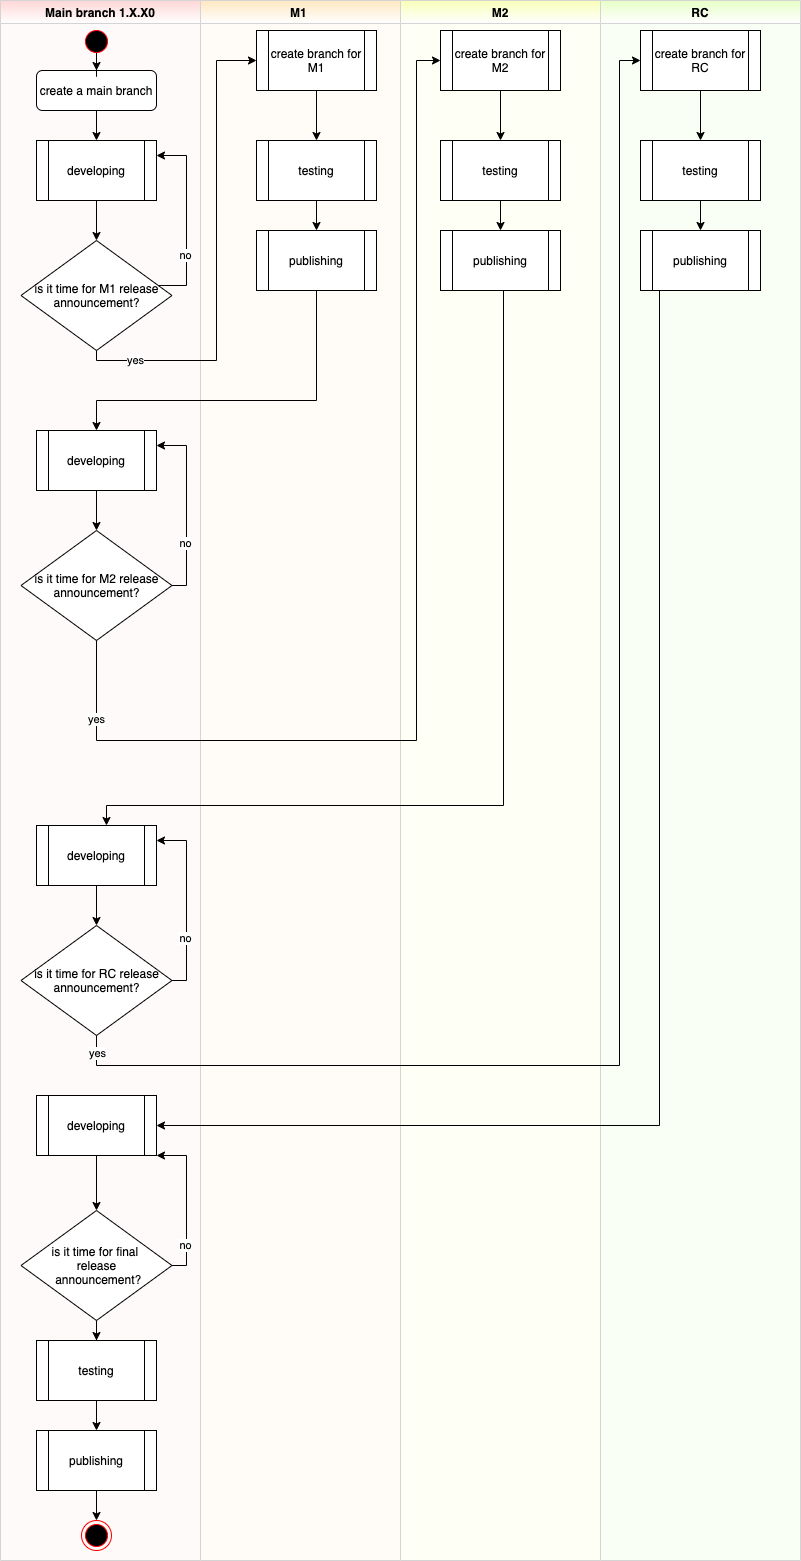 Main branch 1.X.X0
M1
M2
RC
create a main branch
developing
is it time for M1 release
announcement?
no
yes
create branch for
M1
testing
publishing
create branch for
M2
testing
publishing
create branch for
RC
testing
publishing
developing
is it time for M2 release
announcement?
no
yes
developing
is it time for RC release
announcement?
no
yes
developing
is it time for final
release
announcement?
no
testing
publishing